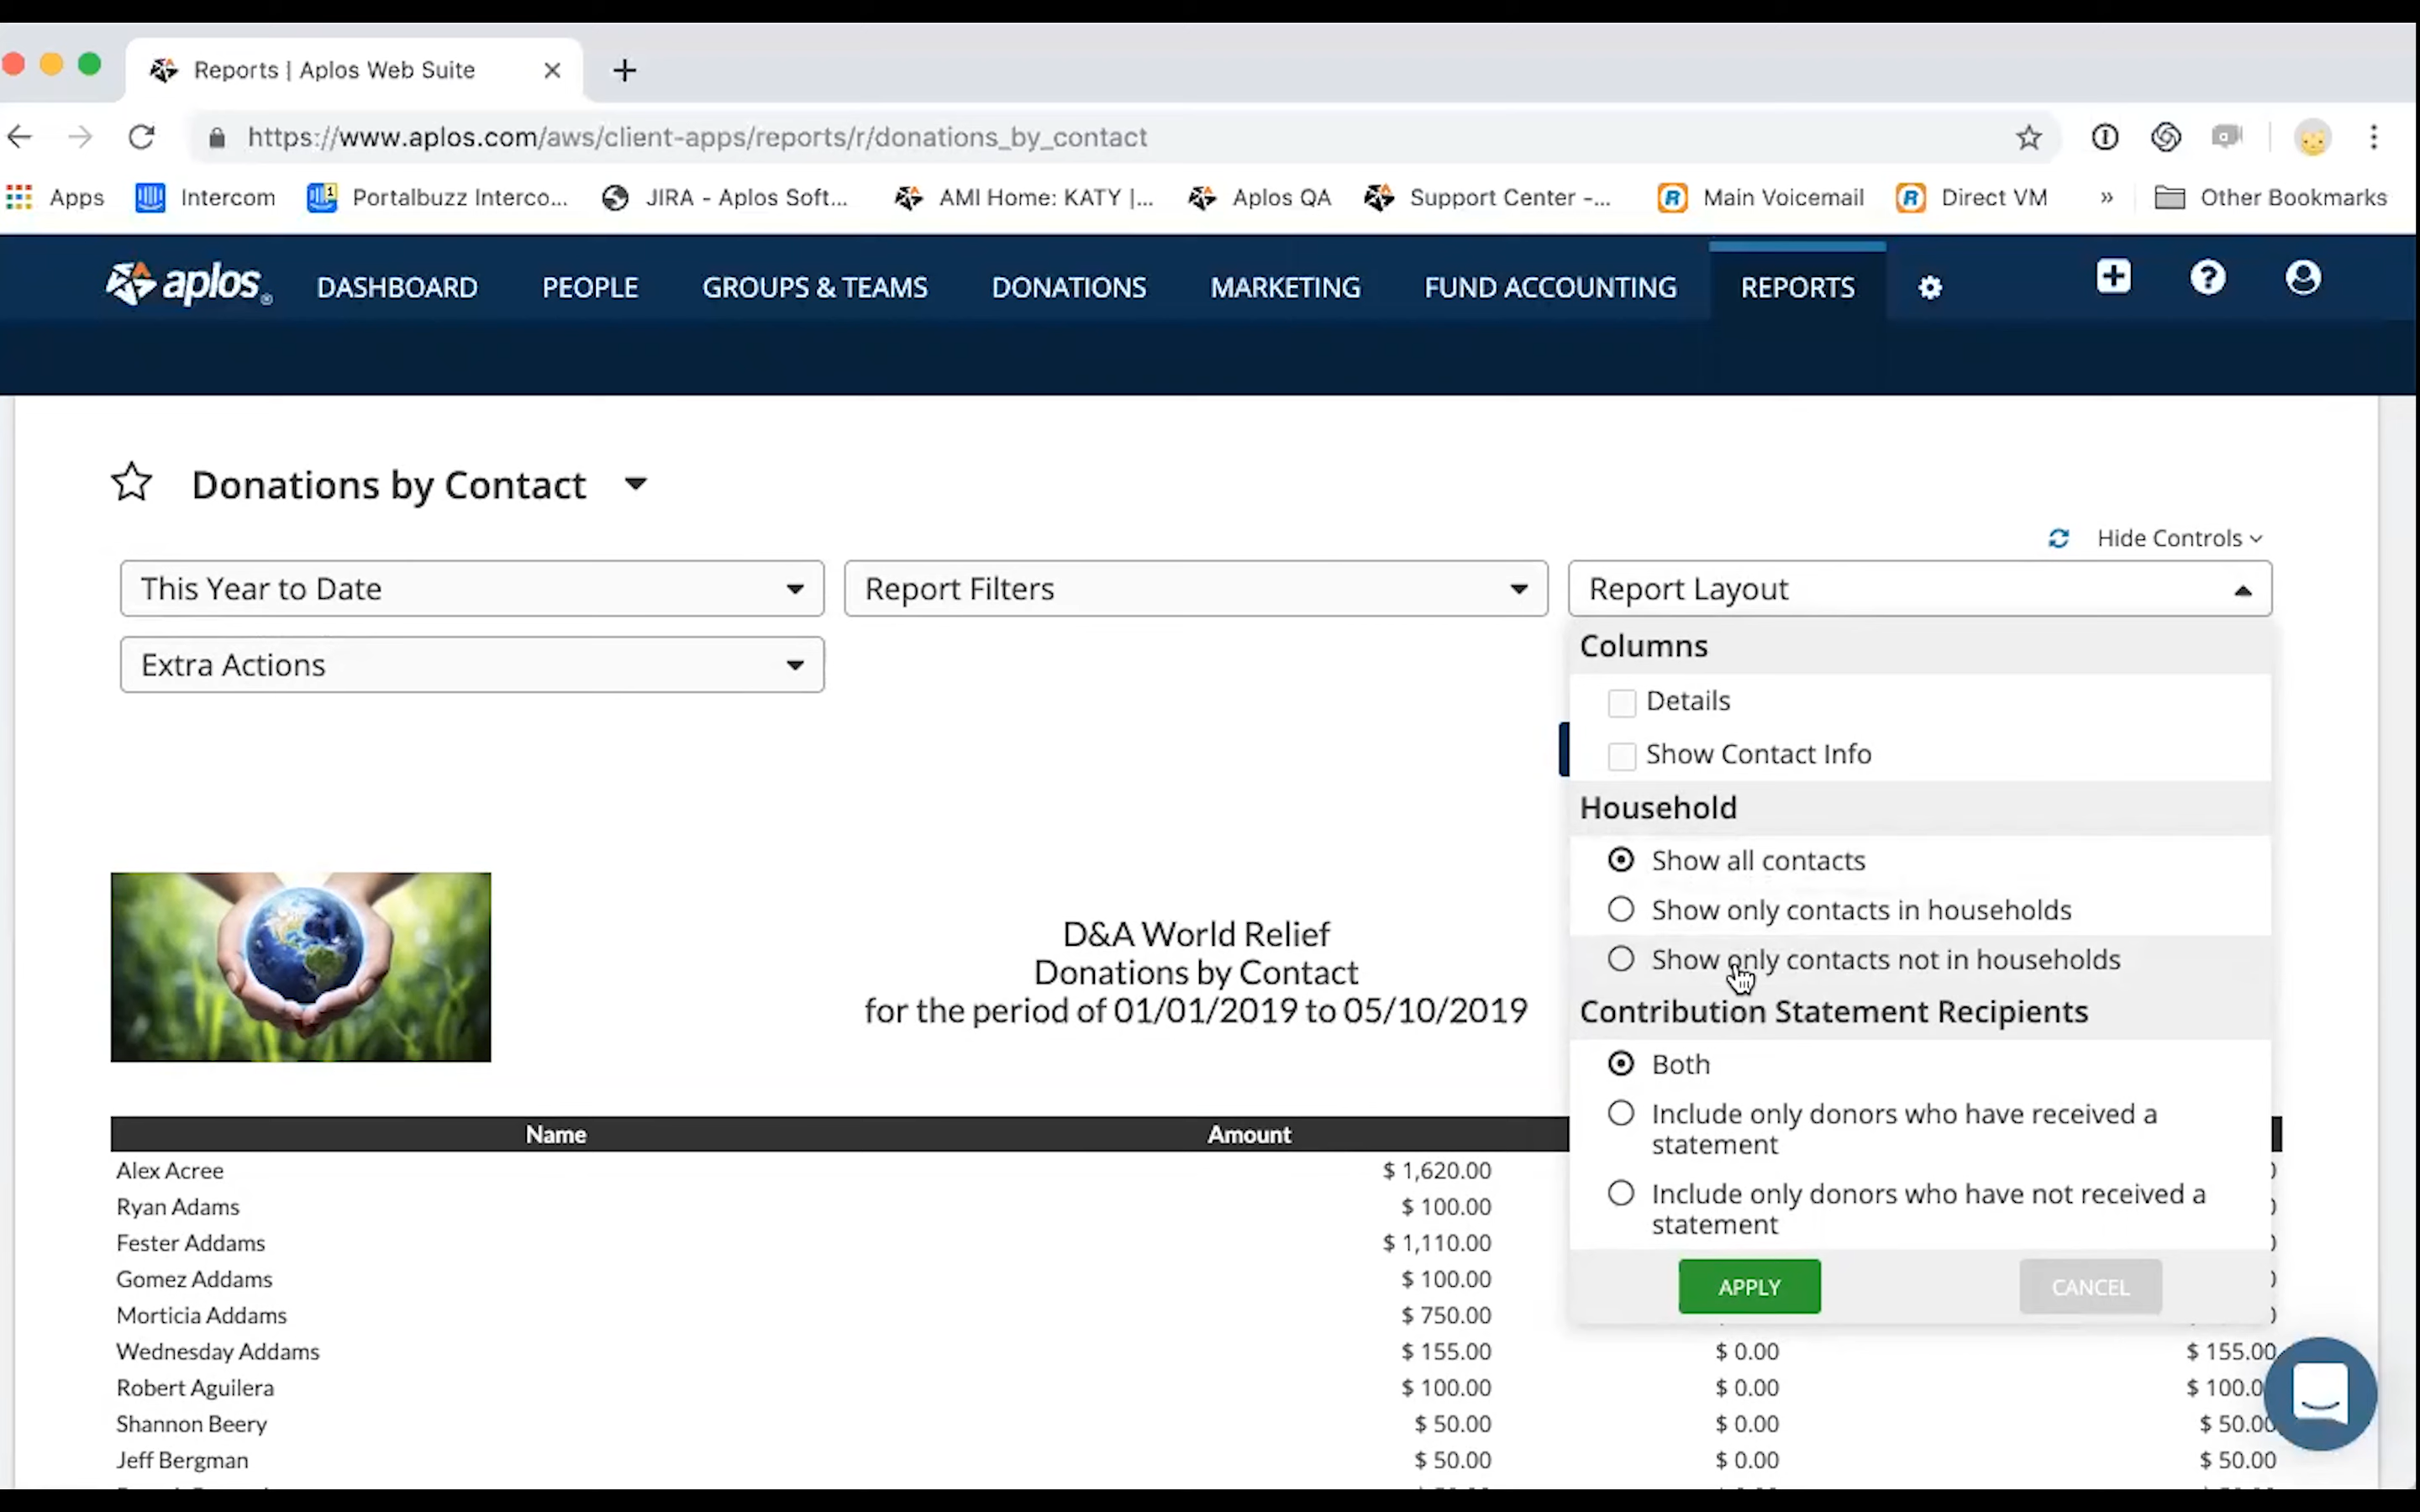 Reports | Aplos Web Suite
https://www.aplos.com/aws/client-apps/reports/r/donations_by_contact
Apps Intercom Portalbuzz Interco... JIRA - Aplos Soft... AMI Home: KATY |... Aplos QA Support Center -... Main Voicemail Direct VM » Other Bookmarks
aplos DASHBOARD PEOPLE GROUPS & TEAMS DONATIONS MARKETING FUND ACCOUNTING REPORTS
Donations by Contact
Hide Controls
This Year to Date Report Filters Report Layout
Extra Actions
Columns
Details
Show Contact Info
Household
Show all contacts
Show only contacts in households
Show only contacts not in households
Contribution Statement Recipients
Both
Include only donors who have received a
statement
Include only donors who have not received a
statement
APPLY CANCEL
D&A World Relief
Donations by Contact
for the period of 01/01/2019 to 05/10/2019
Name Amount
Alex Acree $ 1,620.00
Ryan Adams $ 100.00
Fester Addams $ 1,110.00
Gomez Addams $ 100.00
Morticia Addams $ 750.00
Wednesday Addams $ 155.00 $ 0.00 $ 155.00
Robert Aguilera $ 100.00 $ 0.00 $ 100.0
Shannon Beery $ 50.00 $ 0.00 $ 50.00
Jeff Bergman $ 50.00 $ 0.00 $ 50.00